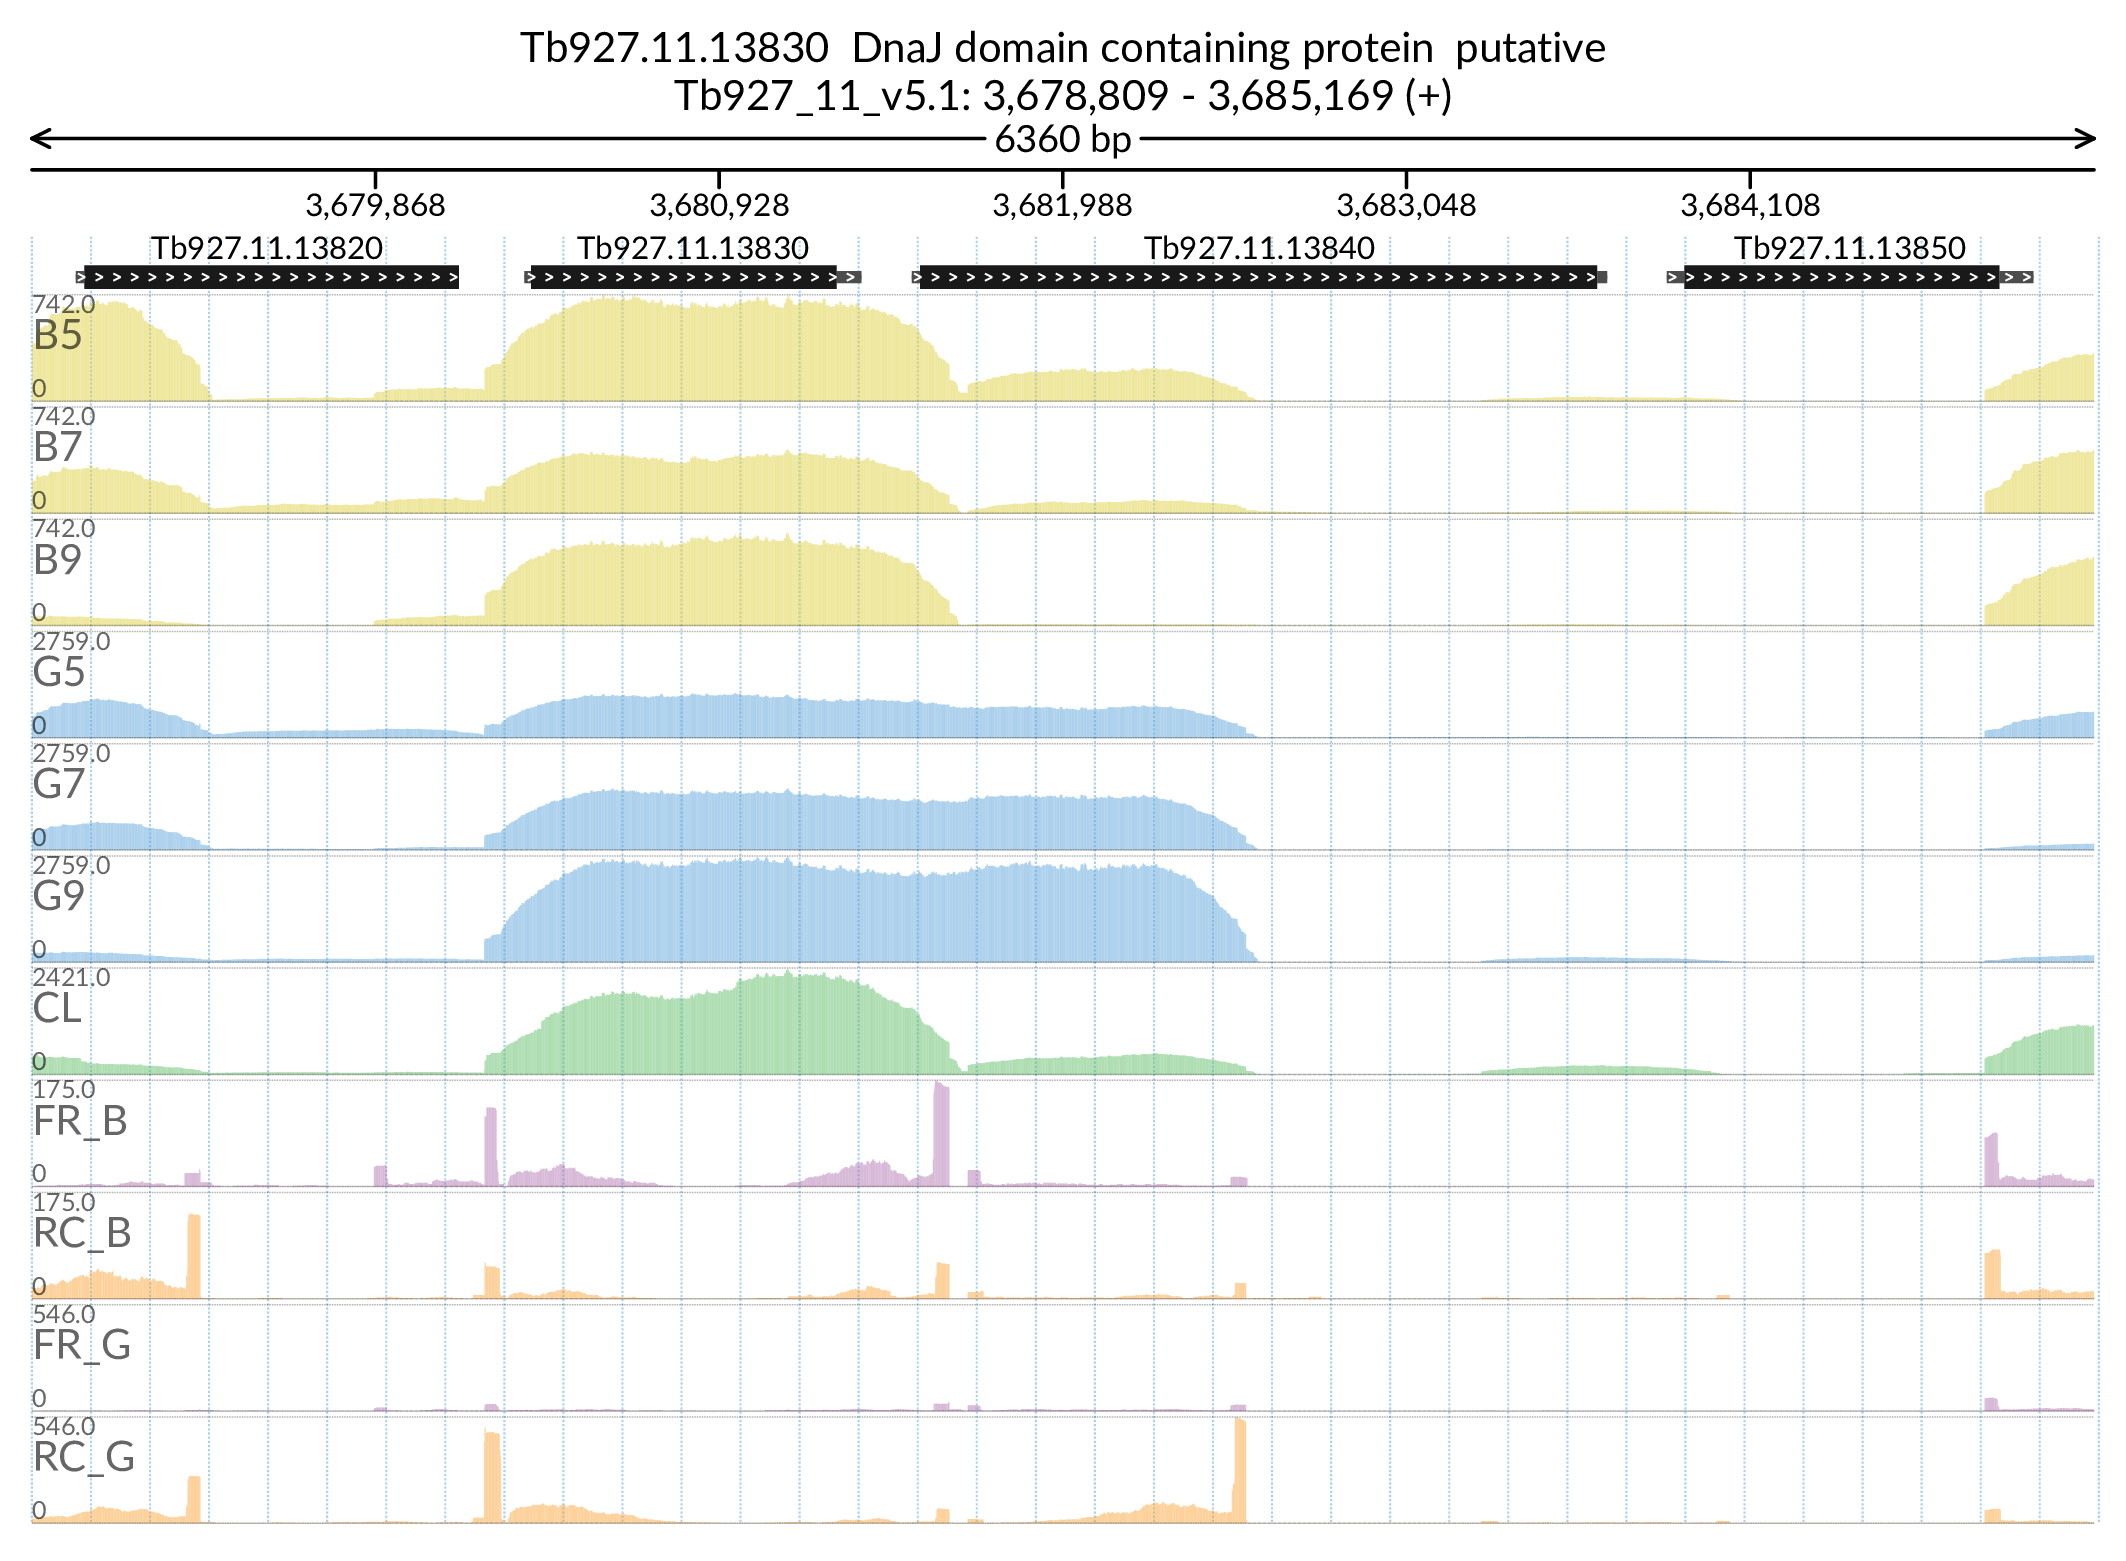 Tb927.11.13830  DnaJ domain containing protein  putative
Tb927_11_v5.1: 3,678,809 - 3,685,169 (+)
6360 bp
3,679,868 3,680,928 3,681,988 3,683,048 3,684,108
Tb927.11.13820 Tb927.11.13830 Tb927.11.13840 Tb927.11.13850
742.0
B5
0
742.0
B7
0
742.0
B9
0
2759.0
G5
0
2759.0
G7
0
2759.0
G9
0
2421.0
CL
0
175.0
FR_B
0
175.0
RC_B
0
546.0
FR_G
0
546.0
RC_G
0